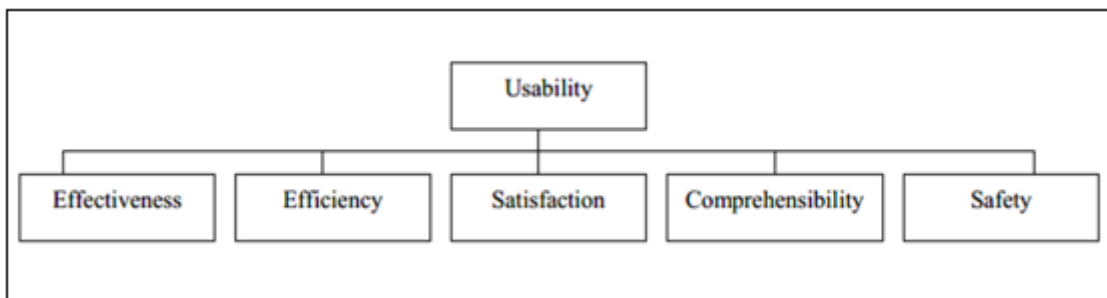 Usability
Effectiveness
Efficiency
Satisfaction
Comprehensibility
Safety